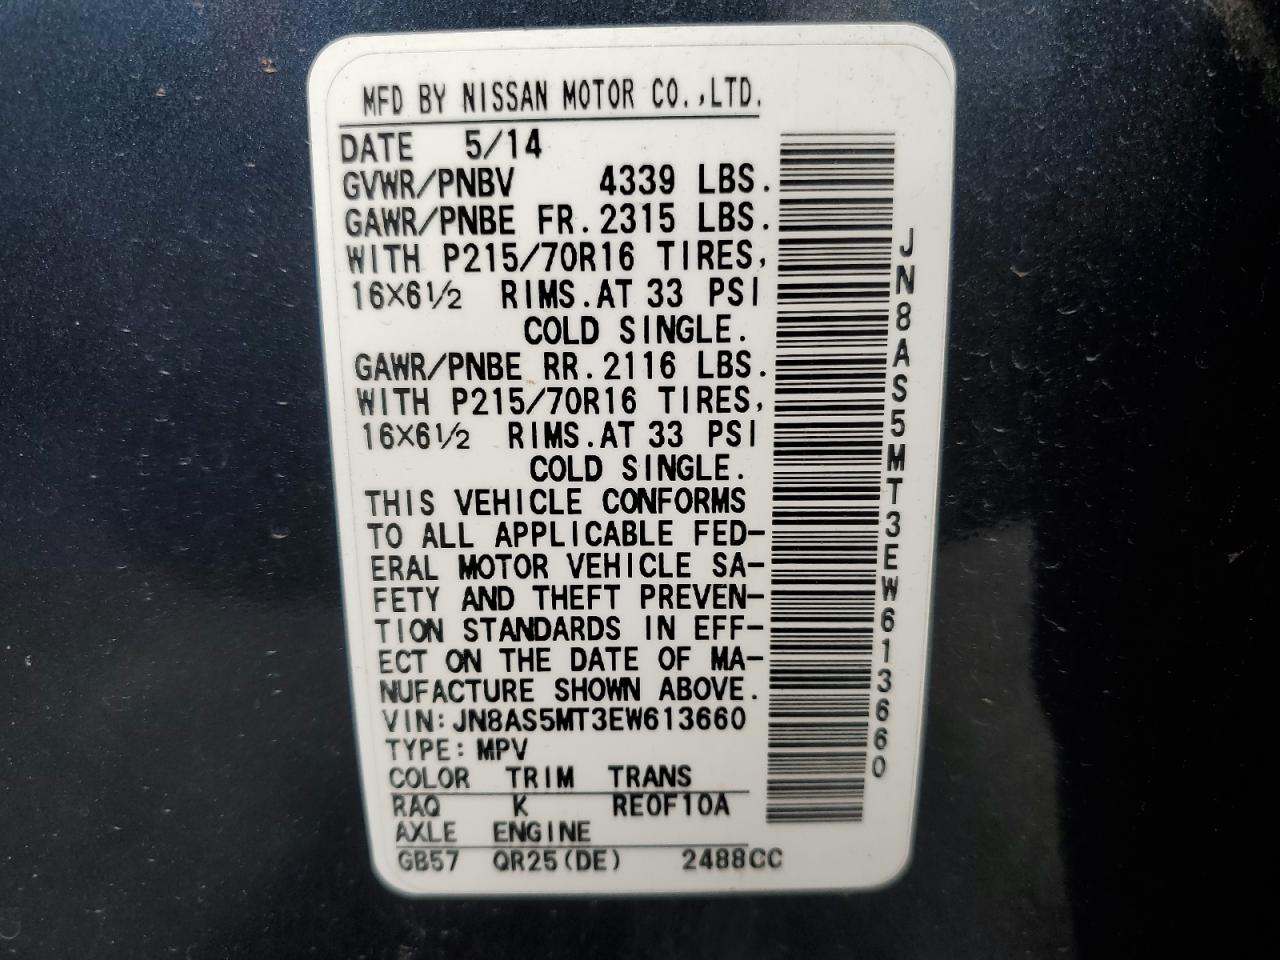 MFD BY NISSAN MOTOR CO.,LTD.
DATE 5/14
GVWR/PNBV 4339 LBS.
GAWR/PNBE FR.2315 LBS.
WITH P215/70R16 TIRES,
16×6½ RIMS.AT 33 PSI
COLD SINGLE.
GAWR/PNBE RR.2116 LBS.
WITH P215/70R16 TIRES,
16×6½ RIMS.AT 33 PSI
COLD SINGLE.
THIS VEHICLE CONFORMS
TO ALL APPLICABLE FED-
ERAL MOTOR VEHICLE SA-
FETY AND THEFT PREVEN-
TION STANDARDS IN EFF-
ECT ON THE DATE OF MA-
NUFACTURE SHOWN ABOVE.
VIN:JN8AS5MT3EW613660
TYPE:MPV
COLOR TRIM TRANS
RAQ K RE0F10A
AXLE ENGINE
GB57 QR25(DE) 2488CC
JN8AS5MT3EW613660